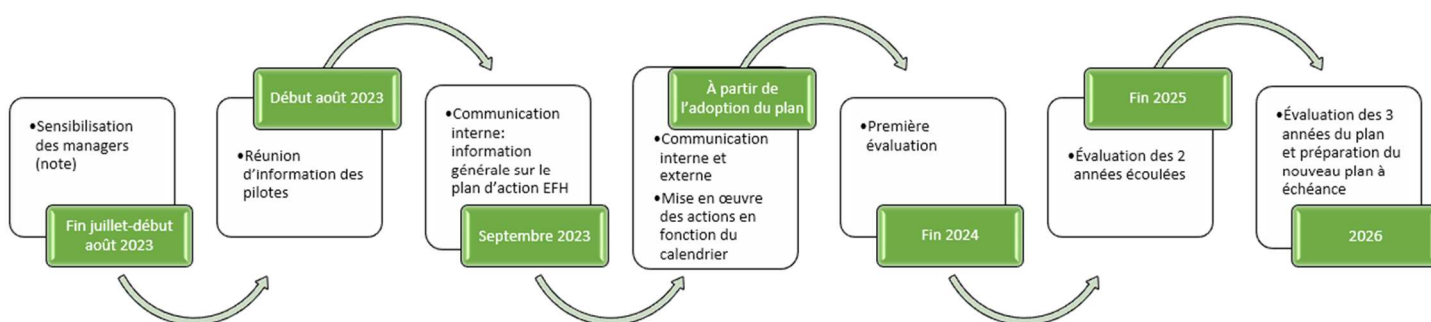 •Sensibilisation
des managers
(note)
Fin juillet-début
août 2023
Début août 2023
•Réunion
d'information des
pilotes
•Communication
interne:
information
générale sur le
plan d'action EFH
Septembre 2023
À partir de
l'adoption du plan
•Communication
interne et
externe
•Mise en œuvre
des actions en
fonction du
calendrier
•Première
évaluation
Fin 2024
Fin 2025
•Évaluation des 2
années écoulées
•Évaluation des 3
années du plan
et préparation du
nouveau plan à
échéance
2026